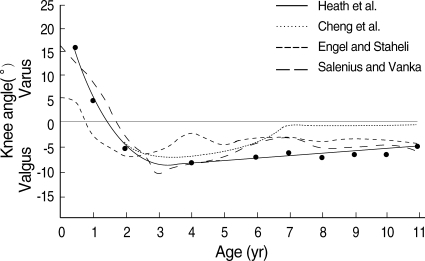 Heath et al.
Cheng et al.
Engel and Staheli
Salenius and Vanka
Knee angle(°)
Valgus Varus
25
20
15
10
5
0
-5
-10
-15
0 1 2 3 4 5 6 7 8 9 10 11
Age (yr)